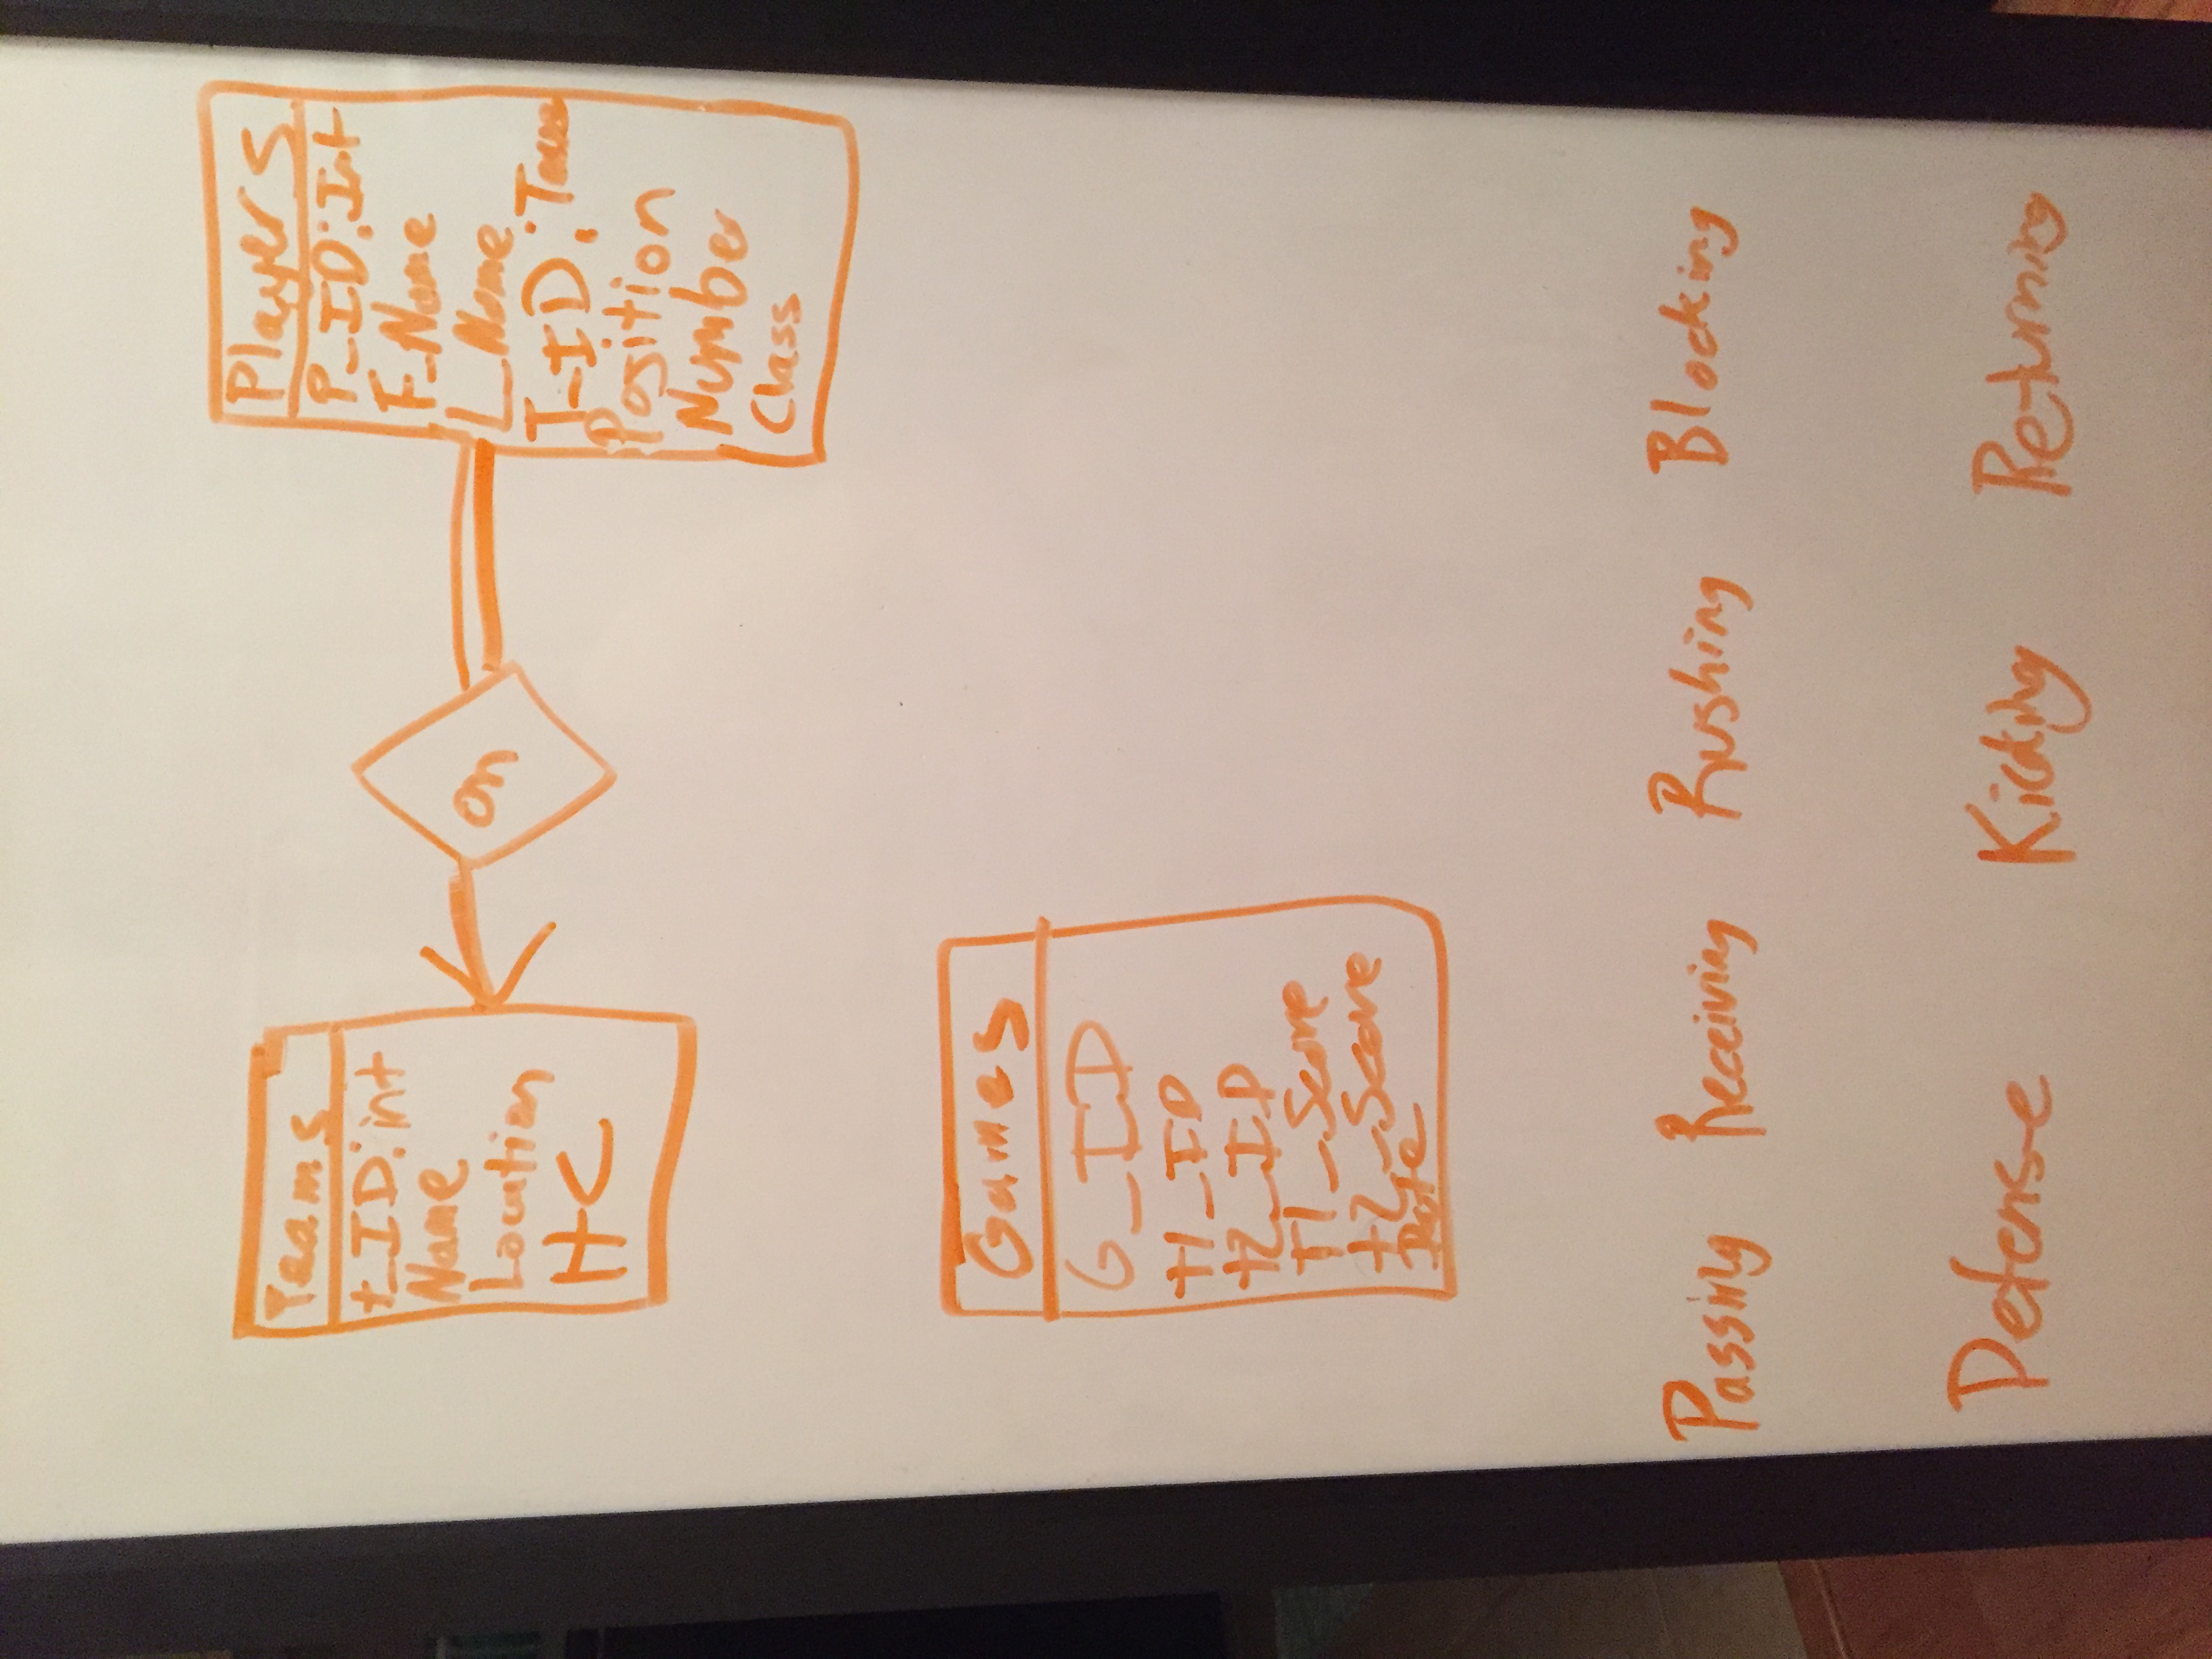 Teams
t_ID: int
Name
Location
HC
on
Players
P_ID: Int
F_Name
L_Name
T_ID:
Position
Number
Class
Games
G_ID
t1_ID
t2_ID
T1_Score
t2_Score
Date
Passing Receiving Rushing Blocking
Defense Kicking Returning